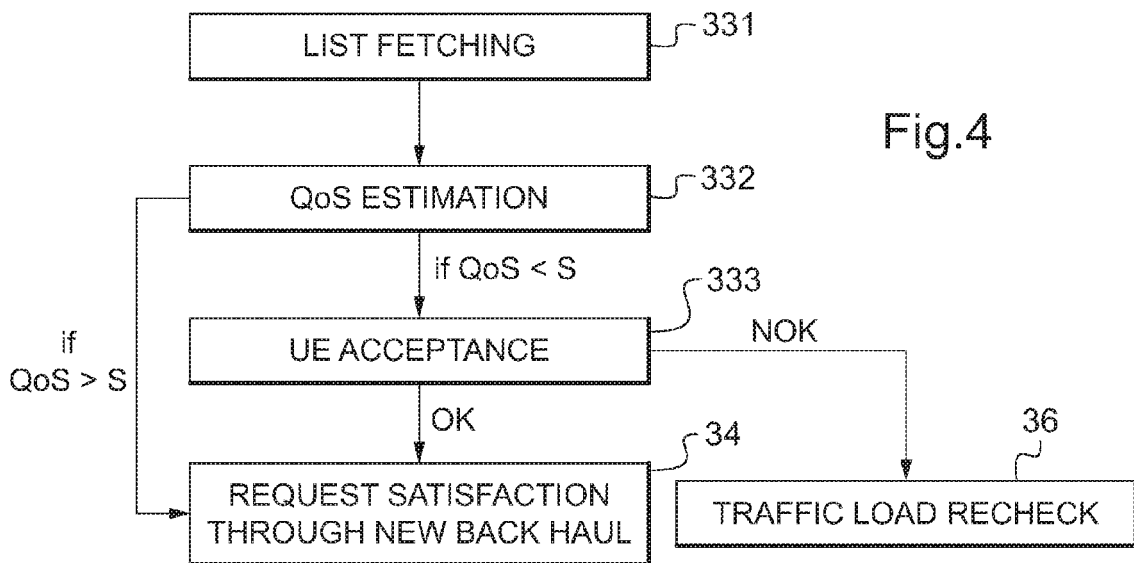 331
LIST FETCHING
Fig.4
332
QoS ESTIMATION
if QoS < S
333
UE ACCEPTANCE
NOK
if
QoS > S
OK
34
36
REQUEST SATISFACTION
THROUGH NEW BACK HAUL
TRAFFIC LOAD RECHECK